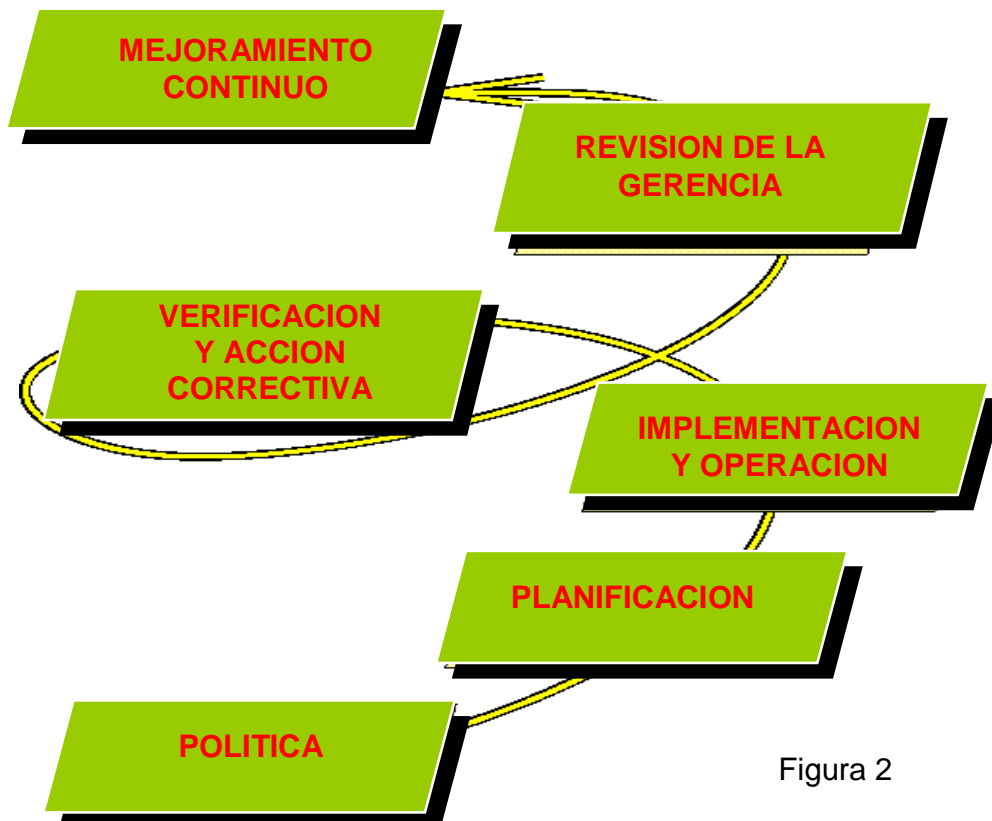 MEJORAMIENTO
CONTINUO
REVISION DE LA
GERENCIA
VERIFICACION
Y ACCION
CORRECTIVA
IMPLEMENTACION
Y OPERACION
PLANIFICACION
POLITICA
Figura 2